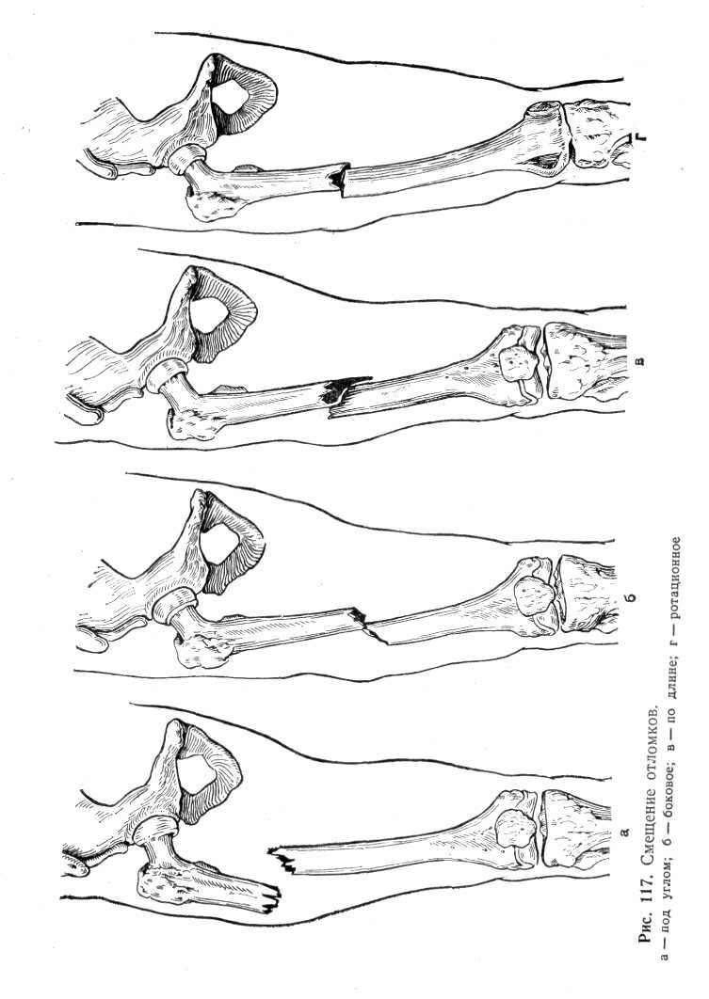 а
б
в
г
Рис. 117. Смещение отломков.
а — под углом; б — боковое; в — по длине; г — ротационное